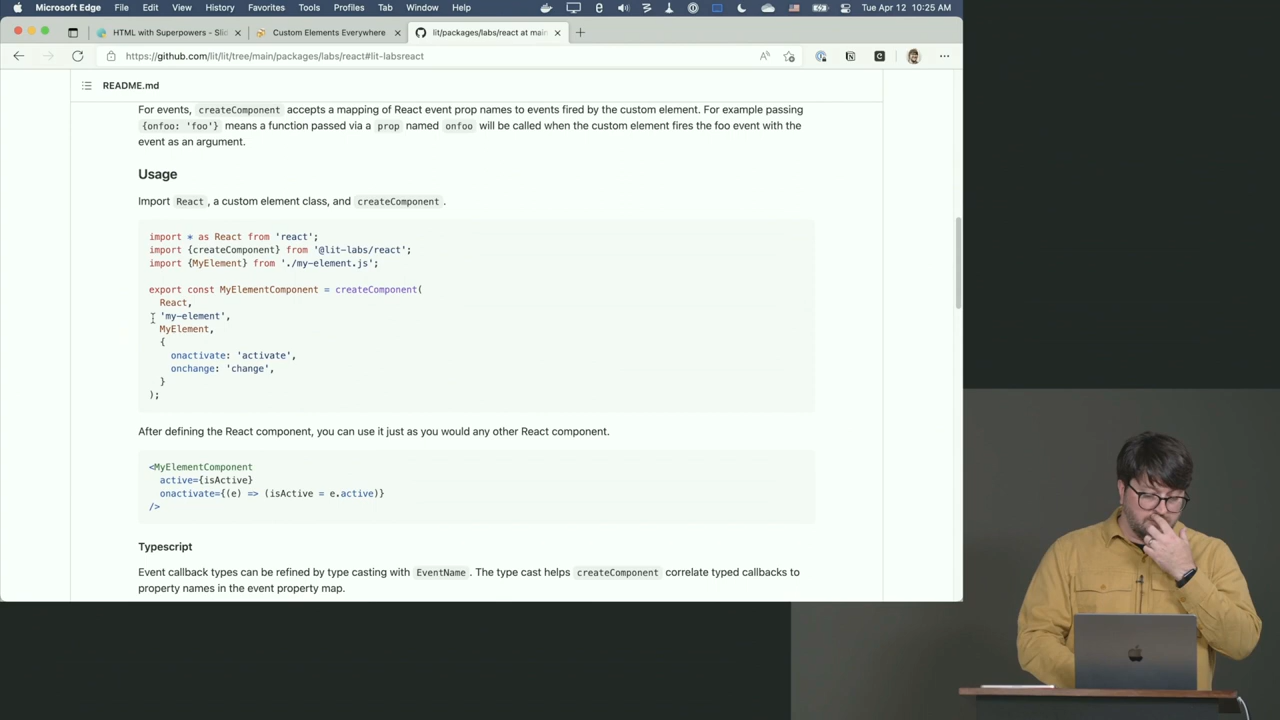 Microsoft Edge File Edit View History Favorites Tools Profiles Tab Window Help Tue Apr 12 10:25 AM
HTML with Superpowers - Slid
Custom Elements Everywhere
lit/packages/labs/react at main
https://github.com/lit/lit/tree/main/packages/labs/react#lit-labsreact
README.md
For events, createComponent accepts a mapping of React event prop names to events fired by the custom element. For example passing
{onfoo: 'foo'} means a function passed via a prop named onfoo will be called when the custom element fires the foo event with the
event as an argument.
Usage
Import React, a custom element class, and createComponent.
import * as React from 'react';
import {createComponent} from '@lit-labs/react';
import {MyElement} from './my-element.js';
export const MyElementComponent = createComponent(
React,
'my-element',
MyElement,
{
onactivate: 'activate',
onchange: 'change',
}
);
After defining the React component, you can use it just as you would any other React component.
<MyElementComponent
active={isActive}
onactivate={(e) => (isActive = e.active)}
/>
Typescript
Event callback types can be refined by type casting with EventName. The type cast helps createComponent correlate typed callbacks to
property names in the event property map.